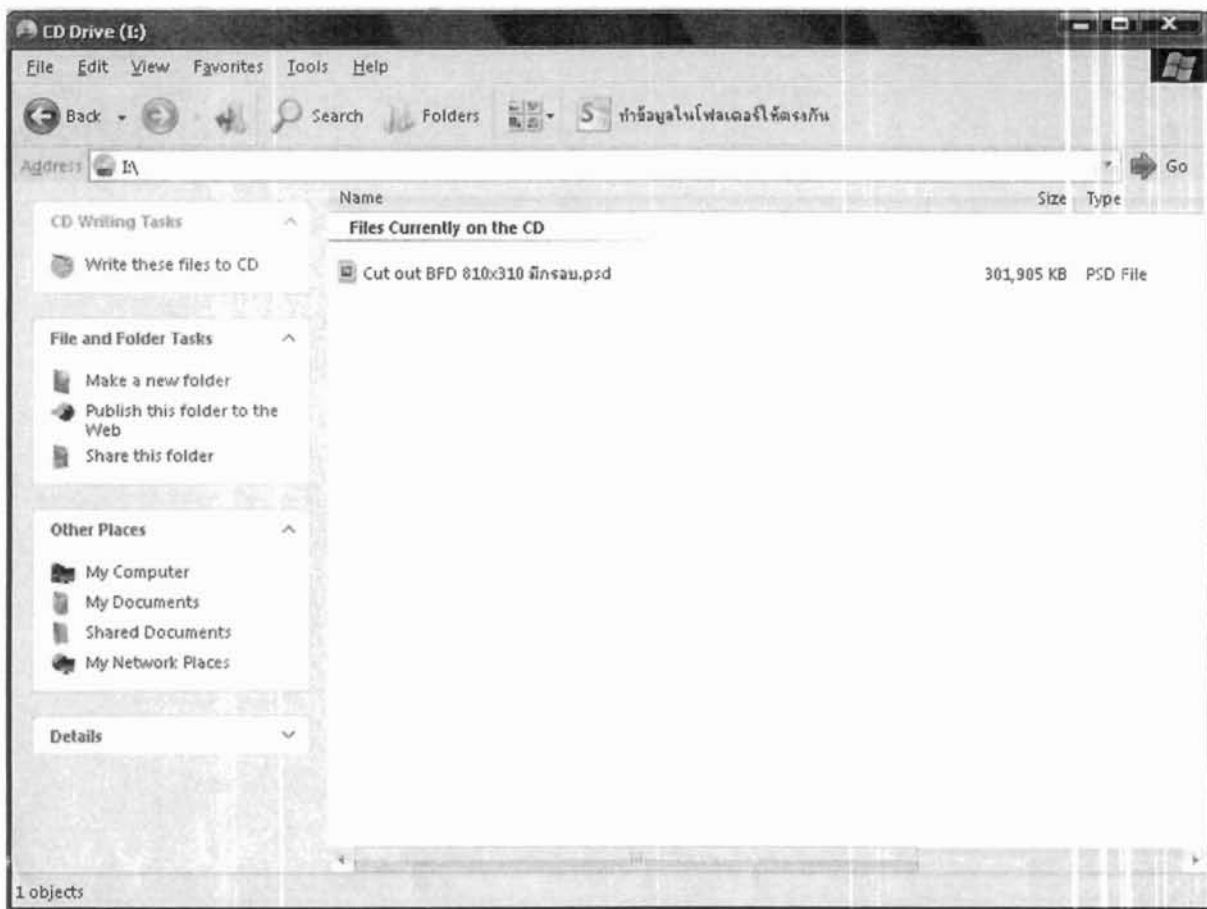 CD Drive (I:)
File Edit View Favorites Tools Help
Back Search Folders ทำข้อมูลในโฟลเดอร์ให้ตรงกัน
Address I:\ Go
Name Size Type
CD Writing Tasks
Files Currently on the CD
Write these files to CD
Cut out BFD 810x310 มีกรอบ.psd 301,905 KB PSD File
File and Folder Tasks
Make a new folder
Publish this folder to the
Web
Share this folder
Other Places
My Computer
My Documents
Shared Documents
My Network Places
Details
1 objects